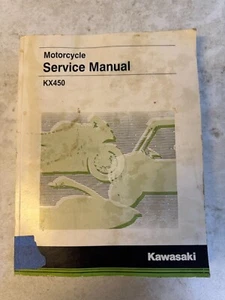 Motorcycle
Service Manual
KX450
Kawasaki